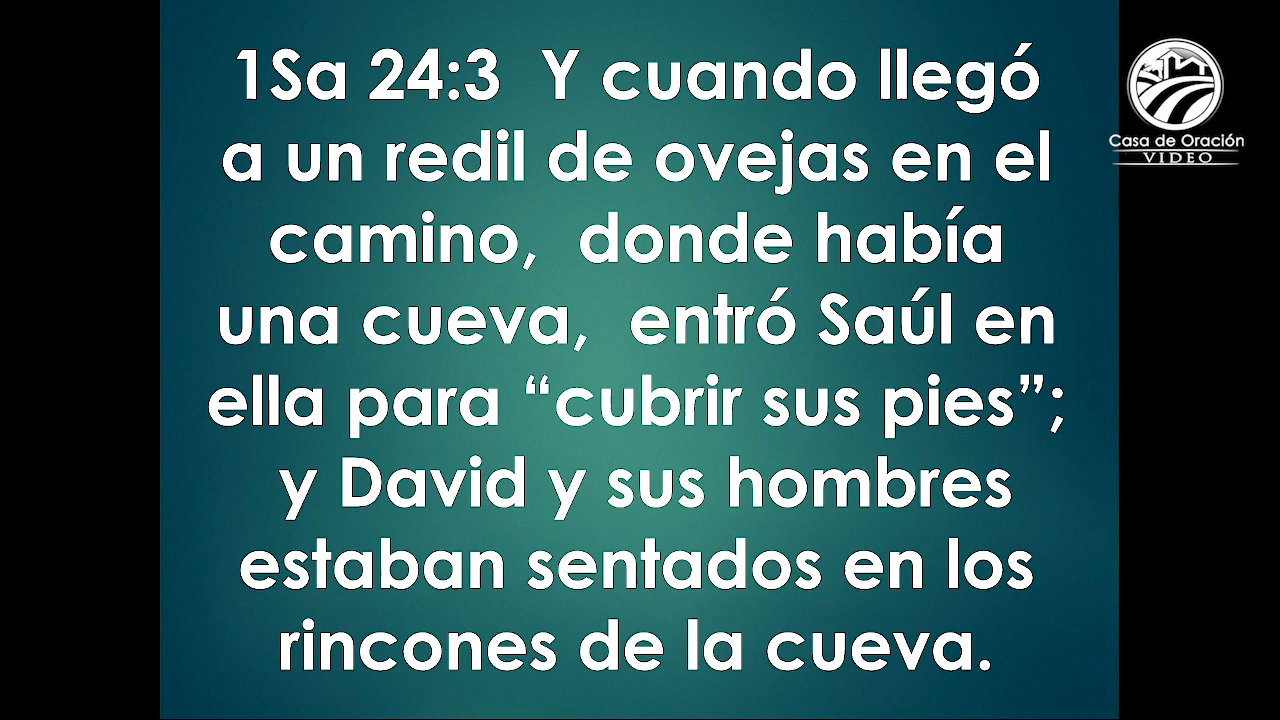 1Sa 24:3  Y cuando llegó
a un redil de ovejas en el
camino,  donde había
una cueva,  entró Saúl en
ella para “cubrir sus pies”;
y David y sus hombres
estaban sentados en los
rincones de la cueva.
Casa de Oración
VIDEO